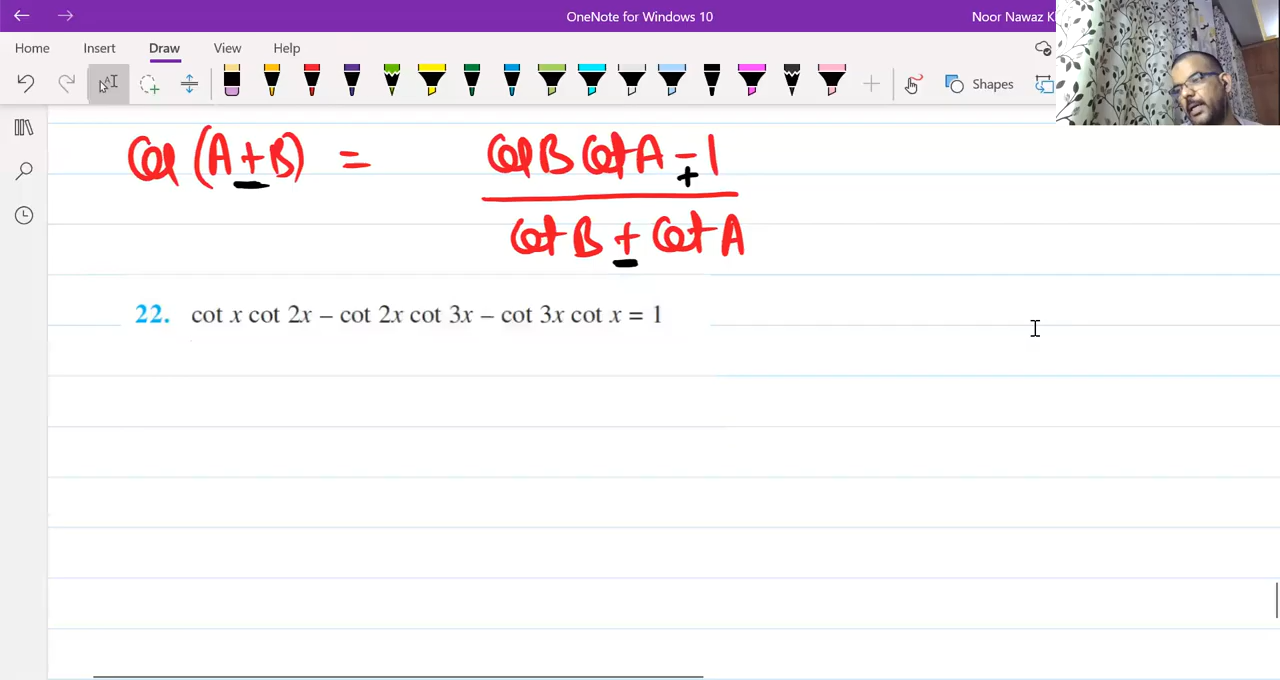 OneNote for Windows 10
Noor Nawaz K
Home Insert Draw View Help
Shapes
Cot (A + B) = Cot B Cot A - 1
+
Cot B + Cot A
22. cot x cot 2x – cot 2x cot 3x – cot 3x cot x = 1